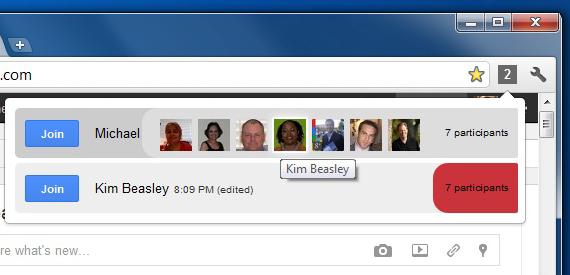 .com
2
Join Michael 7 participants
Kim Beasley
Join Kim Beasley 8:09 PM (edited) 7 participants
re what's new...